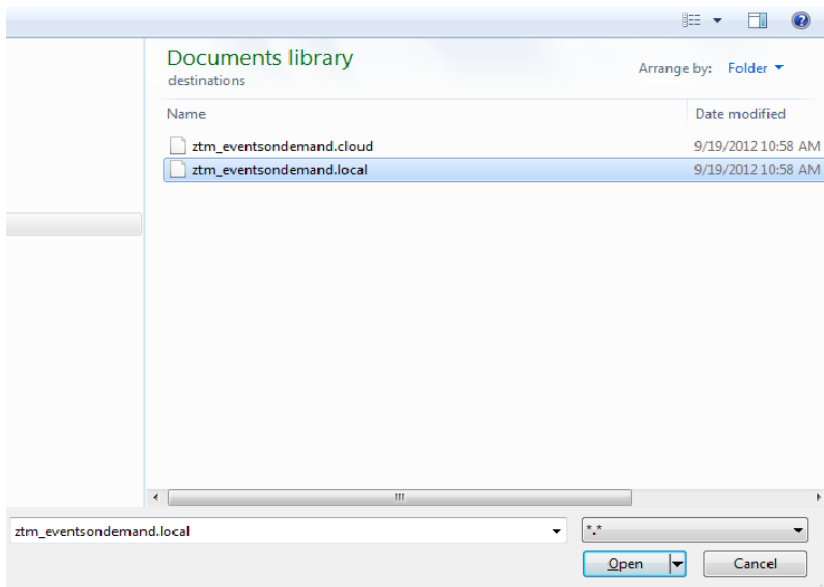 Documents library
destinations
Arrange by: Folder
Name Date modified
ztm_eventsondemand.cloud 9/19/2012 10:58 AM
ztm_eventsondemand.local 9/19/2012 10:58 AM
ztm_eventsondemand.local *.*
Open Cancel